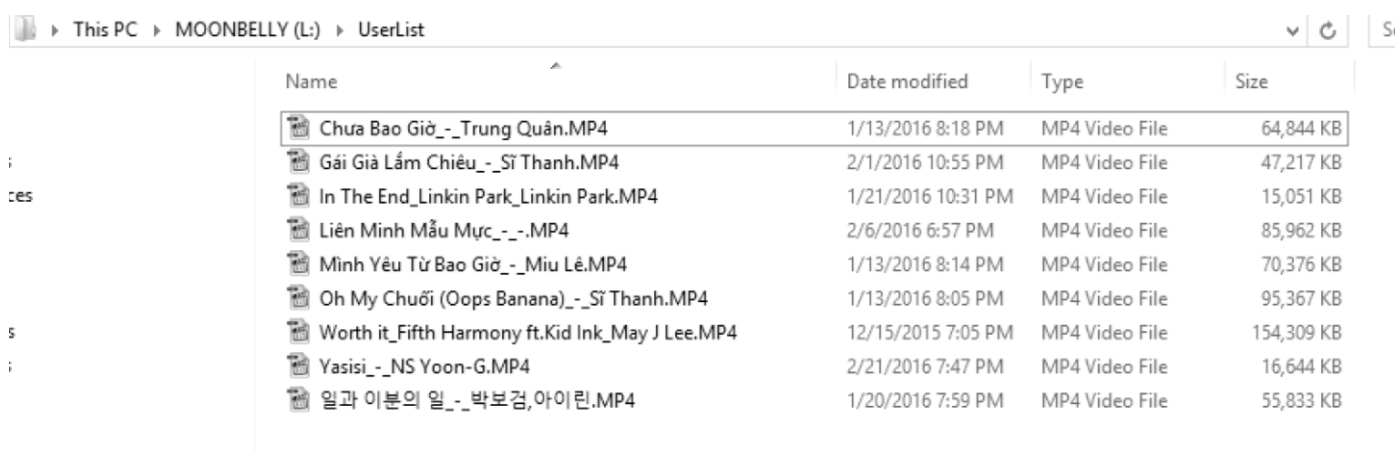 This PC MOONBELLY (L:) UserList
Name Date modified Type Size
Chưa Bao Giờ_-_Trung Quân.MP4 1/13/2016 8:18 PM MP4 Video File 64,844 KB
Gái Già Lắm Chiêu_-_Sĩ Thanh.MP4 2/1/2016 10:55 PM MP4 Video File 47,217 KB
In The End_Linkin Park_Linkin Park.MP4 1/21/2016 10:31 PM MP4 Video File 15,051 KB
Liên Minh Mẫu Mực_-_-.MP4 2/6/2016 6:57 PM MP4 Video File 85,962 KB
Mình Yêu Từ Bao Giờ_-_Miu Lê.MP4 1/13/2016 8:14 PM MP4 Video File 70,376 KB
Oh My Chuối (Oops Banana)_-_Sĩ Thanh.MP4 1/13/2016 8:05 PM MP4 Video File 95,367 KB
Worth it_Fifth Harmony ft.Kid Ink_May J Lee.MP4 12/15/2015 7:05 PM MP4 Video File 154,309 KB
Yasisi_-_NS Yoon-G.MP4 2/21/2016 7:47 PM MP4 Video File 16,644 KB
일과 이분의 일_-_박보검,아이린.MP4 1/20/2016 7:59 PM MP4 Video File 55,833 KB